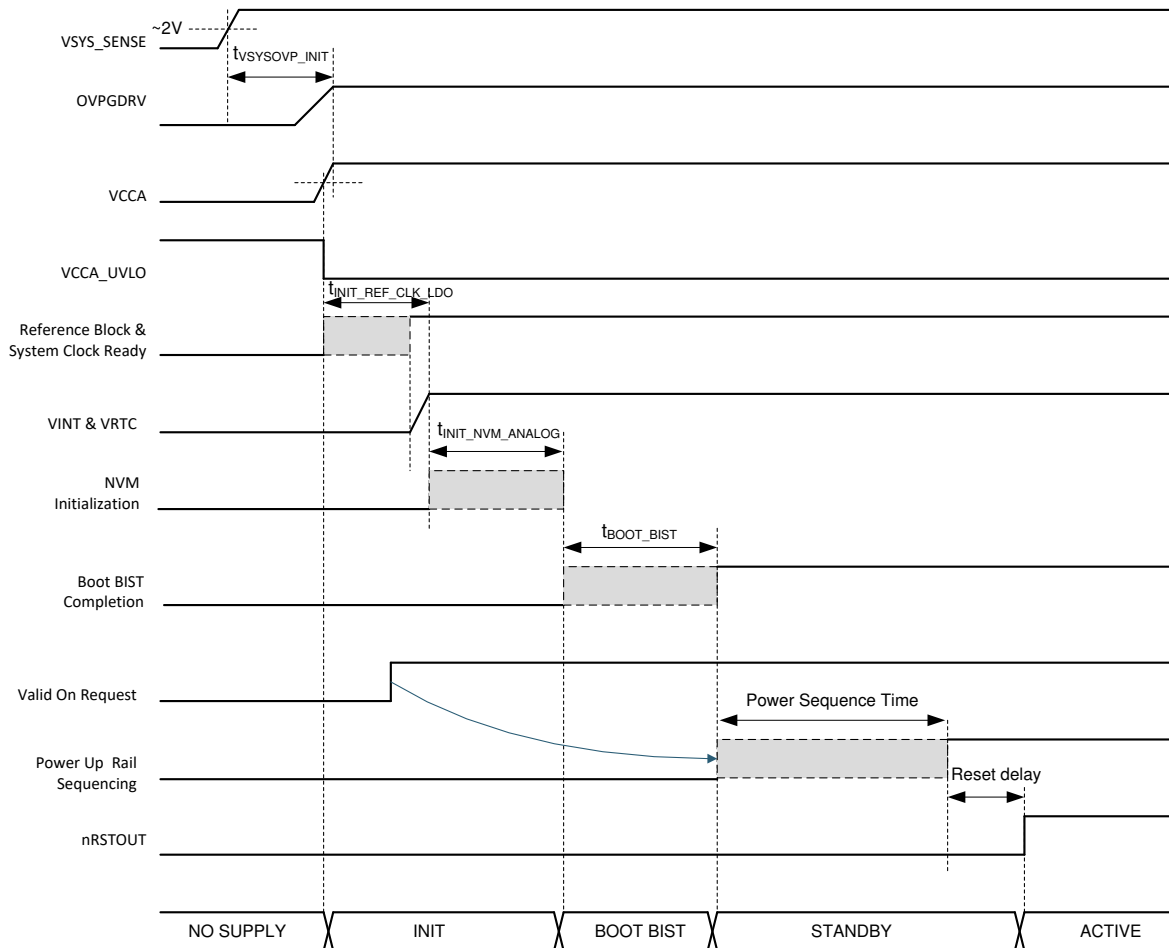 ~2V
VSYS_SENSE
tVSYSOVP_INIT
OVPGDRV
VCCA
VCCA_UVLO
tINIT_REF_CLK_LDO
Reference Block &
System Clock Ready
VINT & VRTC
tINIT_NVM_ANALOG
NVM
Initialization
tBOOT_BIST
Boot BIST
Completion
Valid On Request
Power Sequence Time
Power Up Rail
Sequencing
Reset delay
nRSTOUT
NO SUPPLY INIT BOOT BIST STANDBY ACTIVE